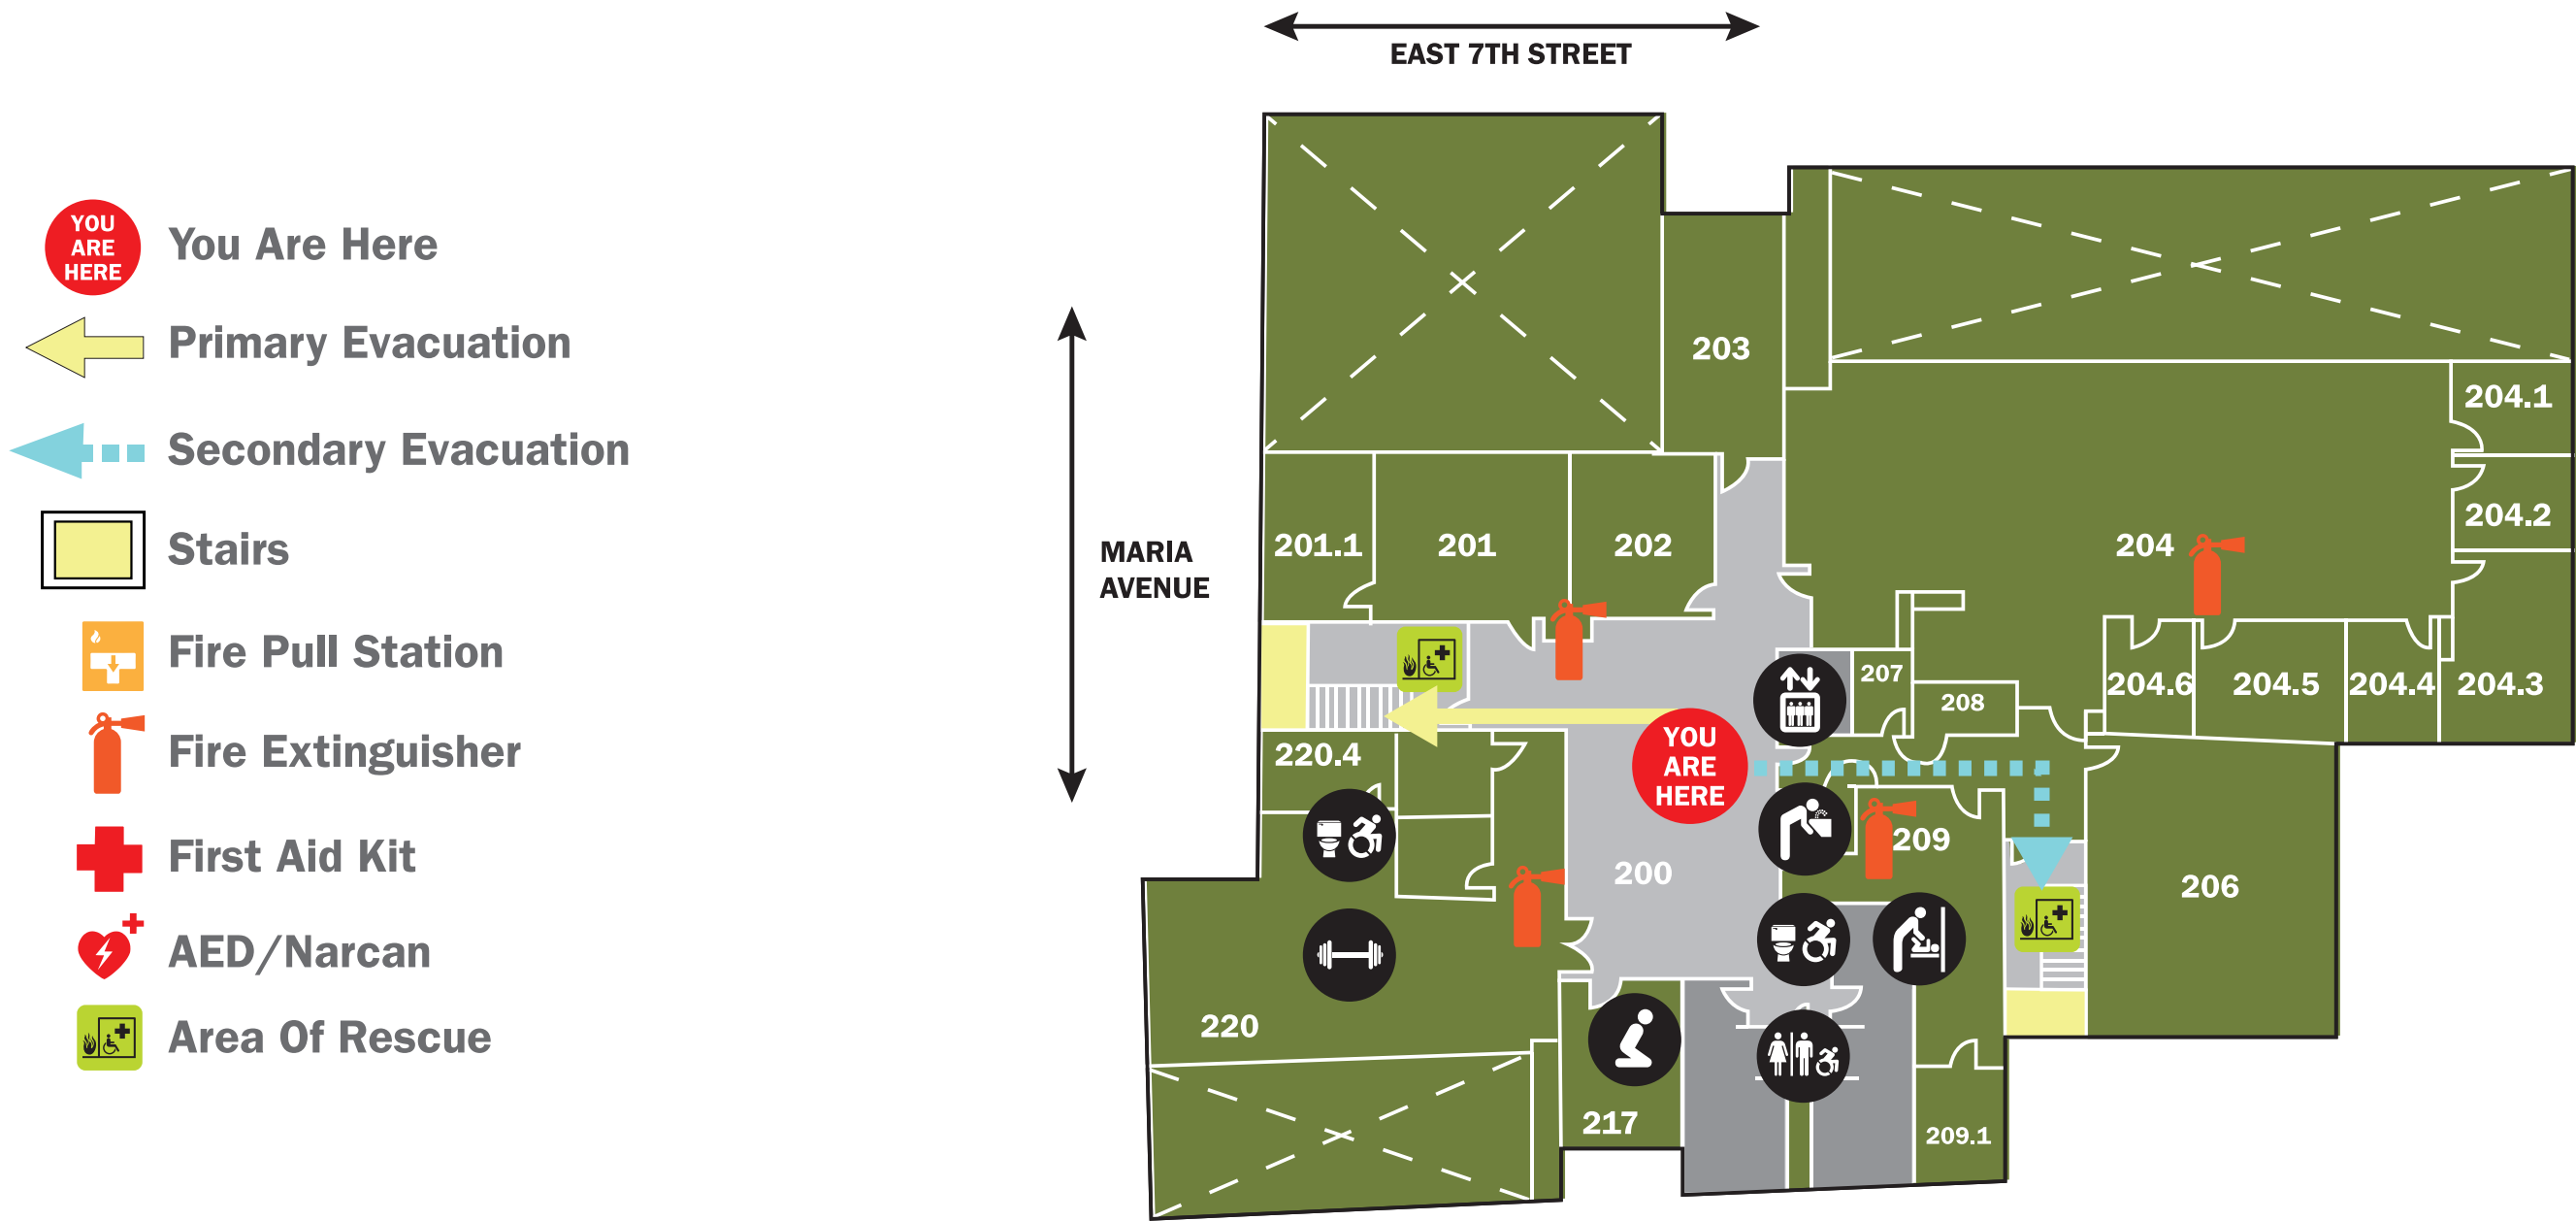 EAST 7TH STREET
YOU
ARE
HERE
You Are Here
Primary Evacuation
Secondary Evacuation
Stairs
Fire Pull Station
Fire Extinguisher
First Aid Kit
AED/Narcan
Area Of Rescue
MARIA
AVENUE
203
204.1
204.2
201.1
201
202
204
207
208
204.6
204.5
204.4
204.3
220.4
YOU
ARE
HERE
209
200
206
220
217
209.1